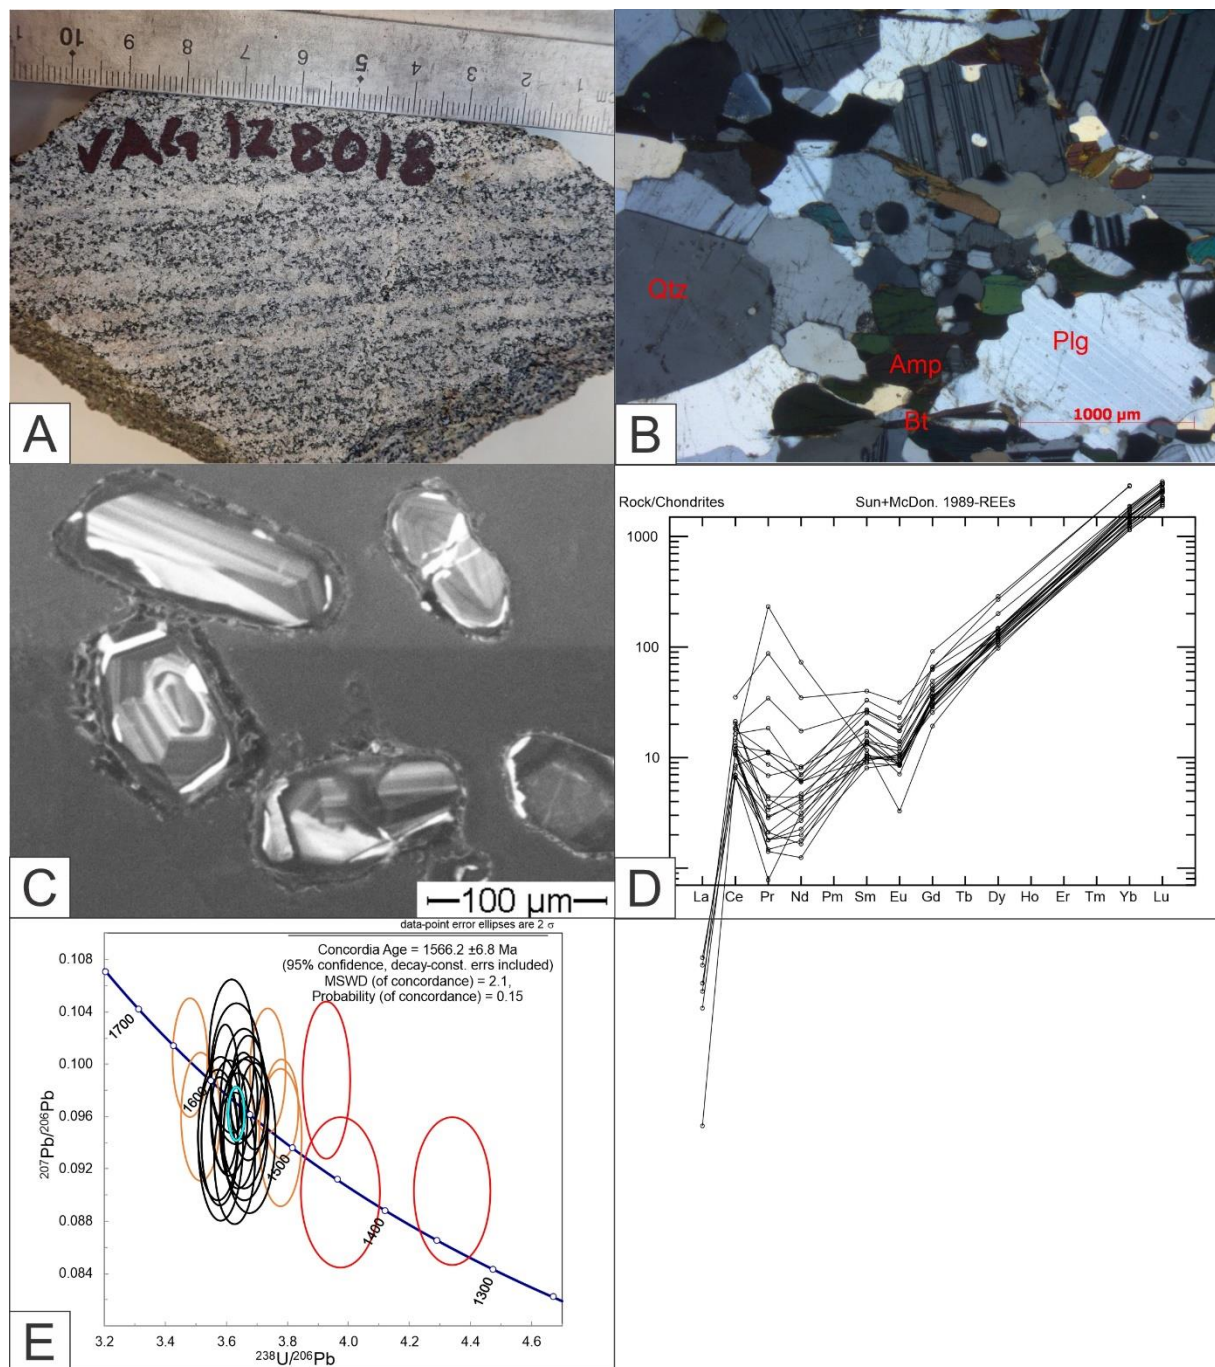 10 9 8 7 6 5 4 3 2 1 cm
VAG 128018
A
Qtz
Plg
Amp
Bt
1000 µm
B
100 µm
C
Rock/Chondrites Sun+McDon. 1989-REEs
1000
100
10
La Ce Pr Nd Pm Sm Eu Gd Tb Dy Ho Er Tm Yb Lu
D
data-point error ellipses are 2 σ
Concordia Age = 1566.2 ±6.8 Ma
(95% confidence, decay-const. errs included)
MSWD (of concordance) = 2.1,
Probability (of concordance) = 0.15
0.108
0.104
0.100
0.096
0.092
0.088
0.084
207Pb/206Pb
1700
1600
1500
1400
1300
3.2 3.4 3.6 3.8 4.0 4.2 4.4 4.6
238U/206Pb
E